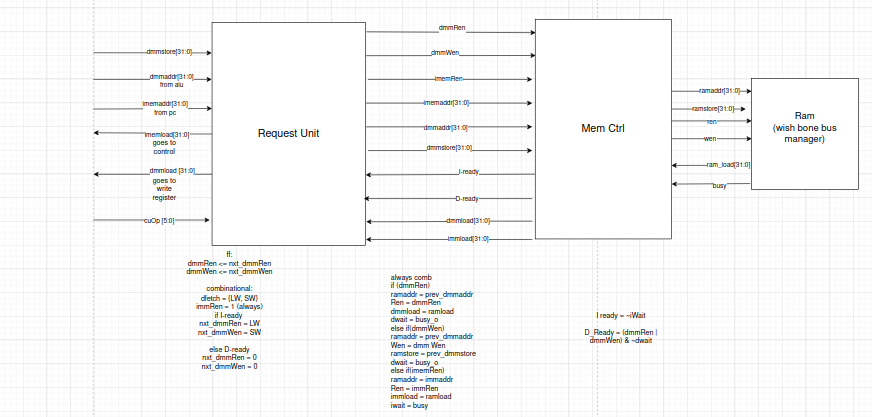 dmmstore[31:0]
dmmaddr[31:0]
from alu
imemaddr[31:0]
from pc
imemload[31:0]
goes to
control
dmmload [31:0]
goes to
write
register
cuOp [5:0]
Request Unit
dmmRen
dmmWen
imemRen
imemaddr[31:0]
dmmaddr[31:0]
dmmstore[31:0]
I-ready
D-ready
dmmload[31:0]
immload[31:0]
Mem Ctrl
ramaddr[31:0]
ramstore[31:0]
ren
wen
ram_load[31:0]
busy
Ram
(wish bone bus
manager)
ff:
dmmRen <= nxt_dmmRen
dmmWen <= nxt_dmmWen
combinational:
dfetch = {LW, SW}
immRen = 1 (always)
if I-ready
nxt_dmmRen = LW
nxt_dmmWen = SW
else D-ready
nxt_dmmRen = 0
nxt_dmmWen = 0
always comb
if (dmmRen)
ramaddr = prev_dmmaddr
Ren = dmmRen
dmmload = ramload
dwait = busy_o
else if(dmmWen)
ramaddr = prev_dmmaddr
Wen = dmm Wen
ramstore = prev_dmmstore
dwait = busy_o
else if(imemRen)
ramaddr = immaddr
Ren = immRen
immload = ramload
iwait = busy
I ready = ~iWait
D_Ready = (dmmRen |
dmmWen) & ~dwait